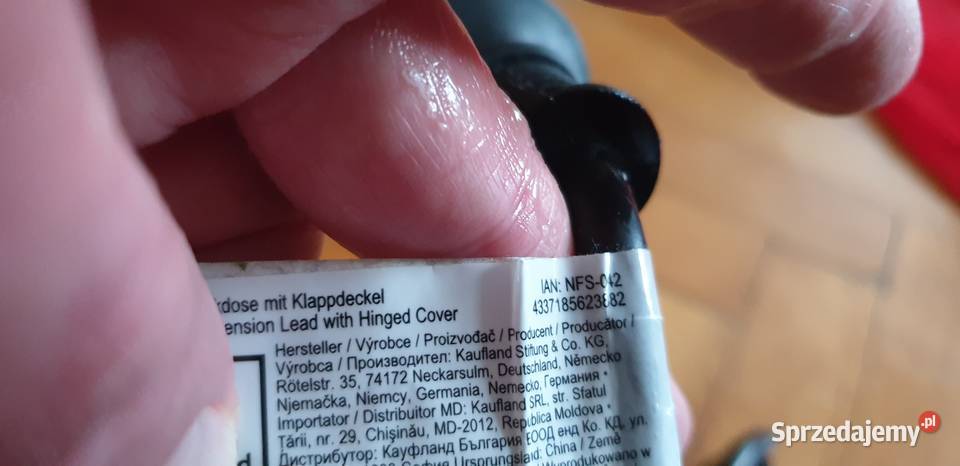 IAN: NFS-042
4337185623882
dose mit Klappdeckel
ension Lead with Hinged Cover
Hersteller / Výrobce / Proizvođač / Producent / Producător /
Výrobca / Производител: Kaufland Stiftung & Co. KG,
Rötelstr. 35, 74172 Neckarsulm, Deutschland, Německo
Njemačka, Niemcy, Germania, Nemecko, Германия •
Importator / Distribuitor MD: Kaufland SRL, str. Sfatul
Țării, nr. 29, Chișinău, MD-2012, Republica Moldova •
Дистрибутор: Кауфланд България ЕООД енд Ко. КД, ул.
София Ursprungsland: China / Země
Wyprodukowano w
Sprzedajemy.pl